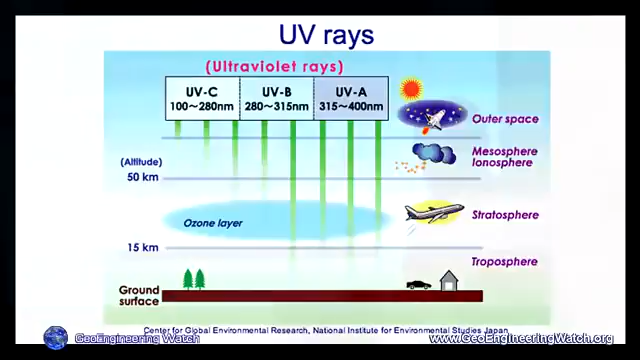 UV rays
(Ultraviolet rays)
UV-C
100~280nm
UV-B
280~315nm
UV-A
315~400nm
Outer space
Mesosphere
Ionosphere
(Altitude)
50 km
Stratosphere
Ozone layer
15 km
Troposphere
Ground
surface
Center for Global Environmental Research, National Institute for Environmental Studies Japan
GeoEngineering Watch
www.GeoEngineeringWatch.org